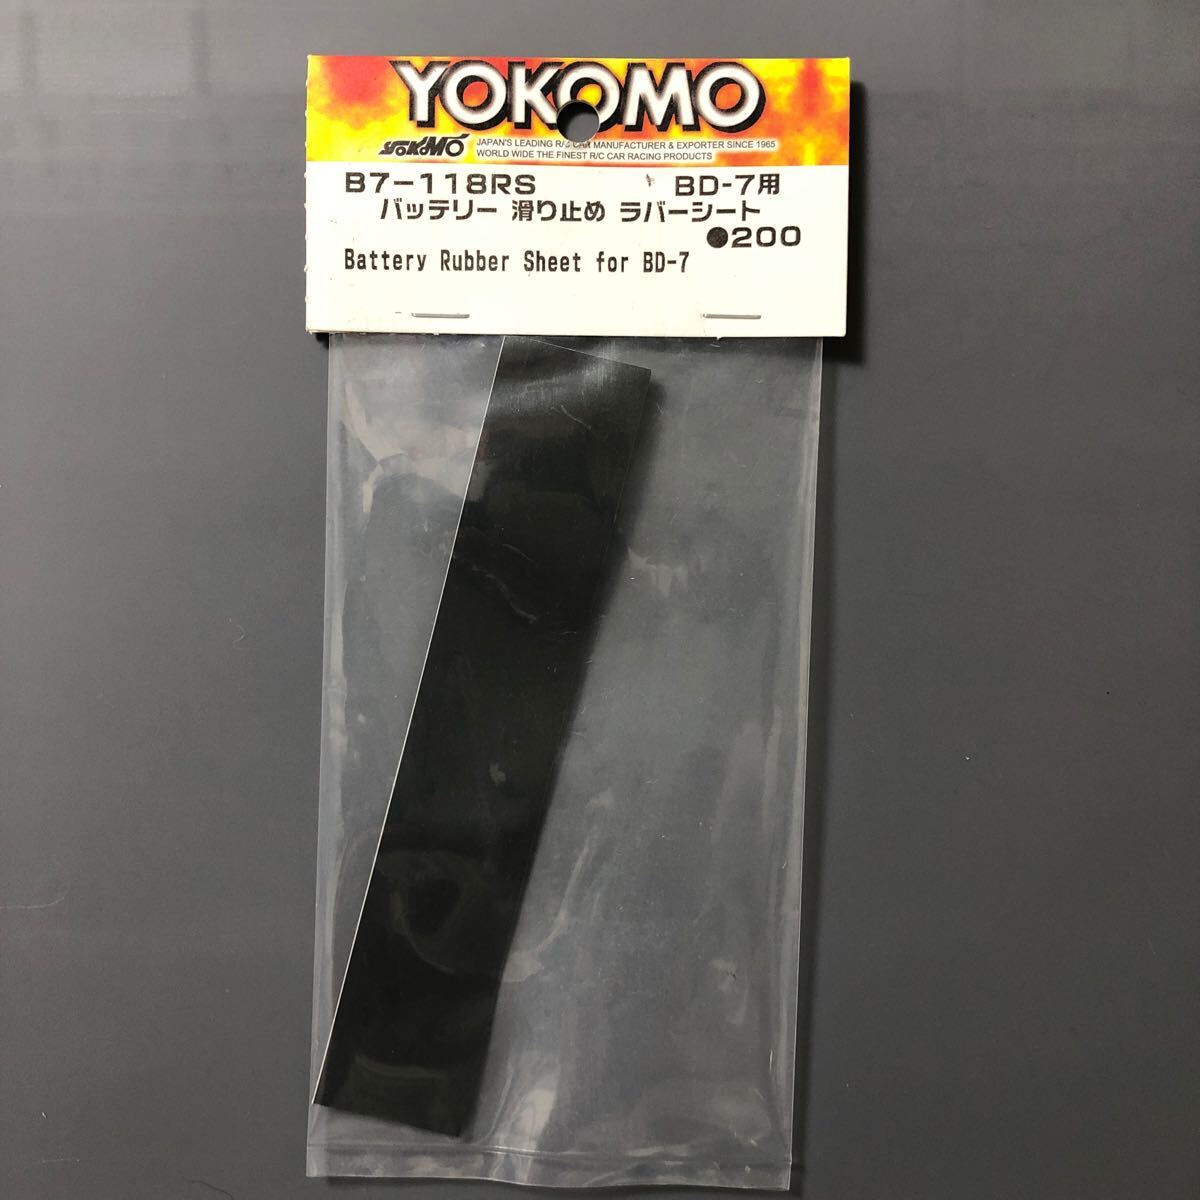 YOKOMO
YOKOMO JAPAN'S LEADING R/C CAR MANUFACTURER & EXPORTER SINCE 1965
WORLD WIDE THE FINEST R/C CAR RACING PRODUCTS
B7-118RS BD-7用
バッテリー 滑り止め ラバーシート
●200
Battery Rubber Sheet for BD-7